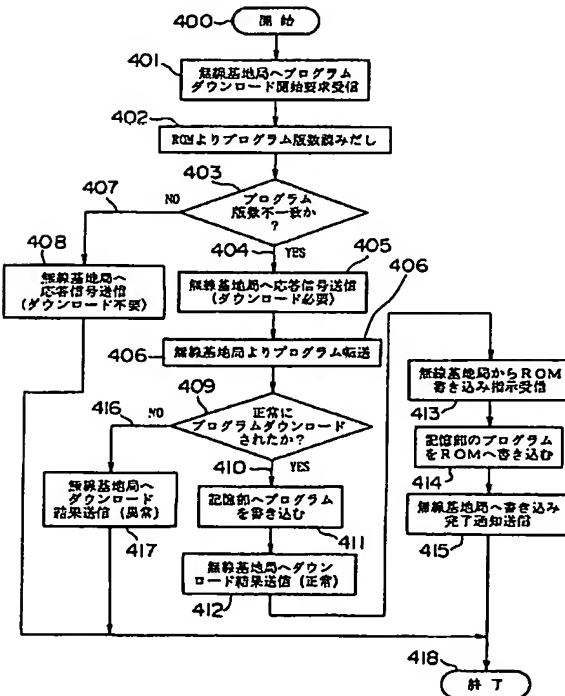 400
開始
401
無線基地局へプログラム
ダウンロード開始要求受信
402
ROMよりプログラム版数読みだし
403
プログラム
版数不一致か
?
407
NO
404
YES
408
無線基地局へ
応答信号送信
(ダウンロード不要)
405
無線基地局へ応答信号送信
(ダウンロード必要)
406
406
無線基地局よりプログラム転送
409
正常に
プログラムダウンロード
されたか?
416
NO
410
YES
無線基地局へ
ダウンロード
結果送信(異常)
417
記憶部へプログラム
を書き込む
411
無線基地局へダウン
ロード結果送信(正常)
412
無線基地局からROM
書き込み指示受信
413
記憶部のプログラム
をROMへ書き込む
414
無線基地局へ書き込み
完了通知送信
415
418
終了